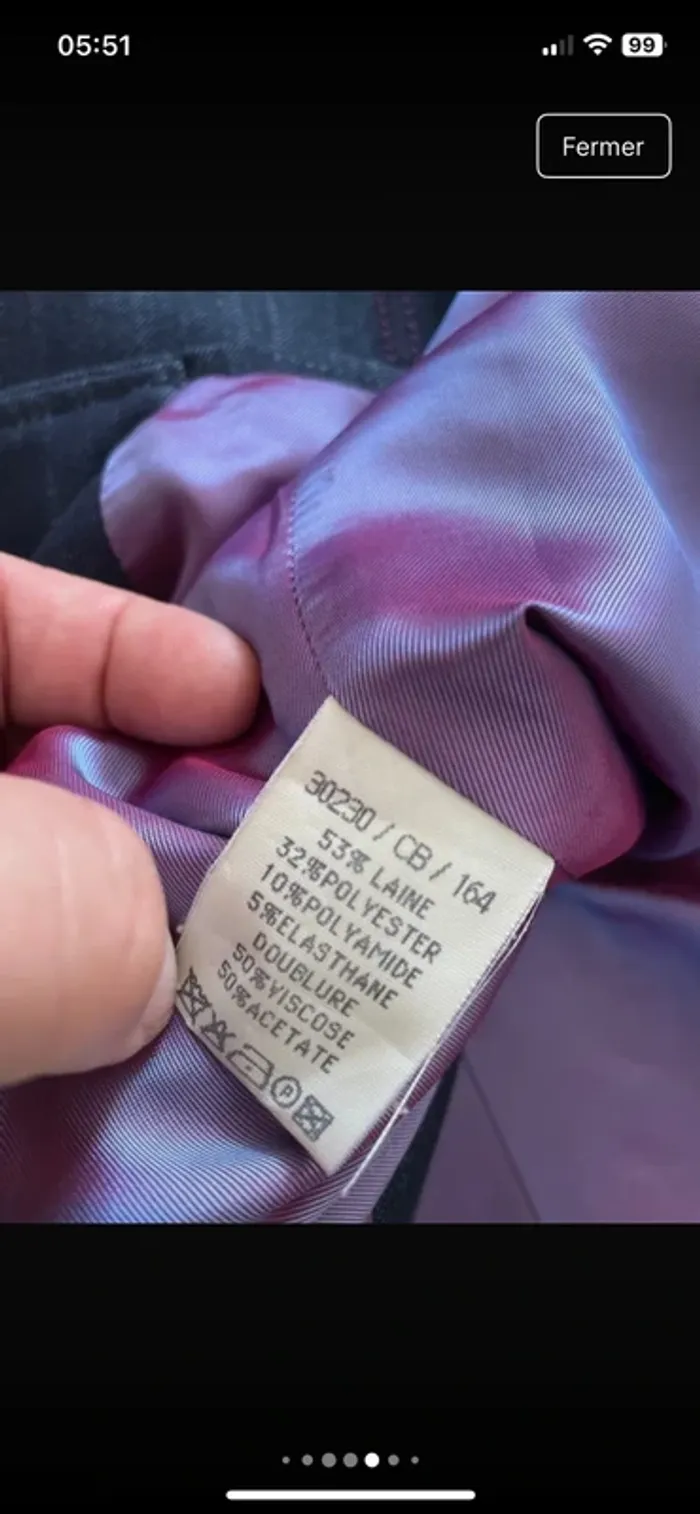 05:51
99
Fermer
30230 / CB / 164
53% LAINE
32%POLYESTER
10%POLYAMIDE
5%ELASTHANE
DOUBLURE
50%VISCOSE
50%ACETATE
P